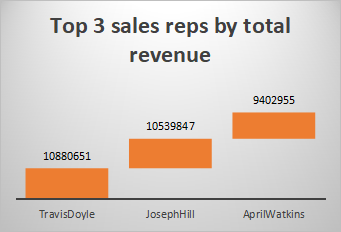 Top 3 sales reps by total
revenue
9402955
10539847
10880651
TravisDoyle JosephHill AprilWatkins